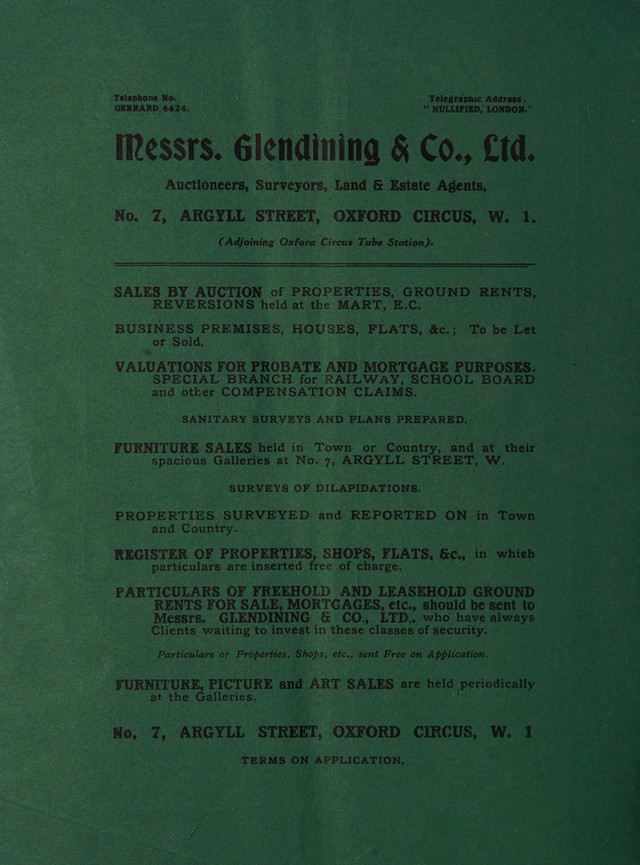 Telephone No.
GERRARD 4424.
Telegraphic Address.
"NULLIFIED, LONDON."
Messrs. Glendining & Co., Ltd.
Auctioneers, Surveyors, Land & Estate Agents,
No. 7, ARGYLL STREET, OXFORD CIRCUS, W. 1.
(Adjoining Oxford Circus Tube Station).
SALES BY AUCTION of PROPERTIES, GROUND RENTS,
REVERSIONS held at the MART, E.C.
BUSINESS PREMISES, HOUSES, FLATS, &c.; To be Let
or Sold.
VALUATIONS FOR PROBATE AND MORTGAGE PURPOSES.
SPECIAL BRANCH for RAILWAY, SCHOOL BOARD
and other COMPENSATION CLAIMS.
SANITARY SURVEYS AND PLANS PREPARED.
FURNITURE SALES held in Town or Country, and at their
spacious Galleries at No. 7, ARGYLL STREET, W.
SURVEYS OF DILAPIDATIONS.
PROPERTIES SURVEYED and REPORTED ON in Town
and Country.
REGISTER OF PROPERTIES, SHOPS, FLATS, &c., in which
particulars are inserted free of charge.
PARTICULARS OF FREEHOLD AND LEASEHOLD GROUND
RENTS FOR SALE, MORTGAGES, etc., should be sent to
Messrs. GLENDINING & CO., LTD., who have always
Clients waiting to invest in these classes of security.
Particulars of Properties, Shops, etc., sent Free on Application.
FURNITURE, PICTURE and ART SALES are held periodically
at the Galleries.
No. 7, ARGYLL STREET, OXFORD CIRCUS, W. 1
TERMS ON APPLICATION.